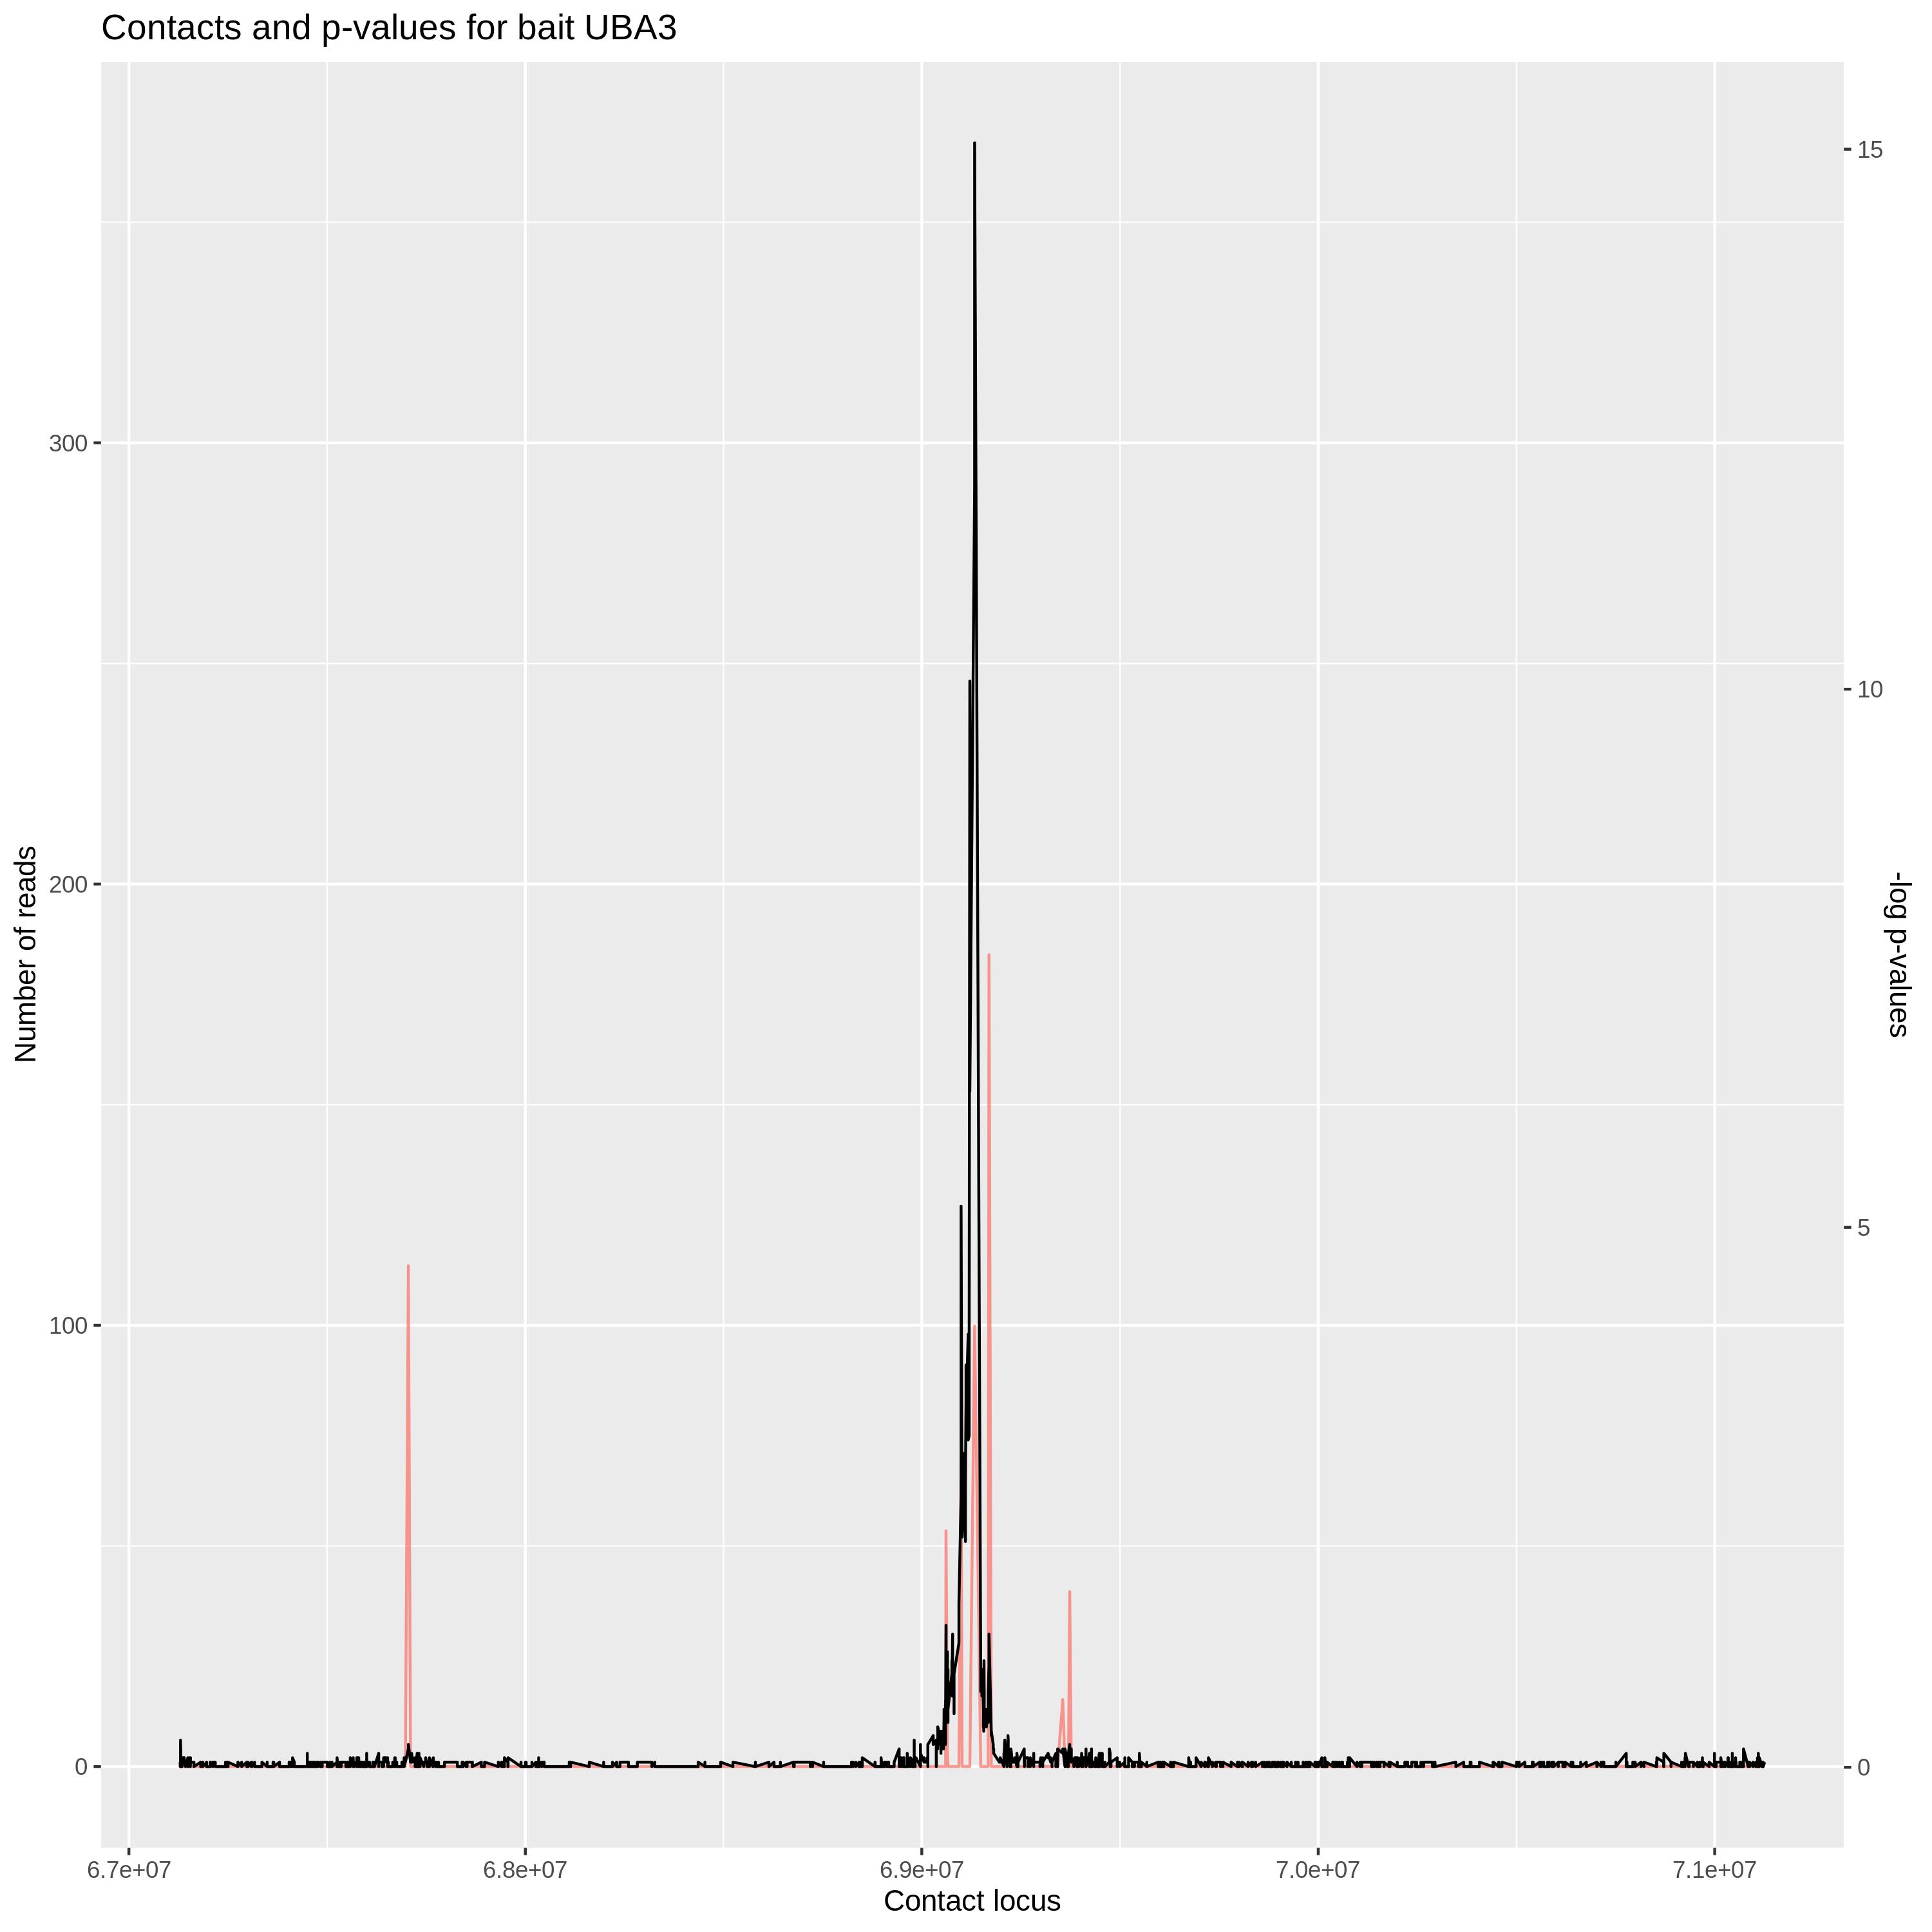 Contacts and p-values for bait UBA3
Number of reads
300
200
100
0
15
10
5
0
-log p-values
6.7e+07
6.8e+07
6.9e+07
7.0e+07
7.1e+07
Contact locus